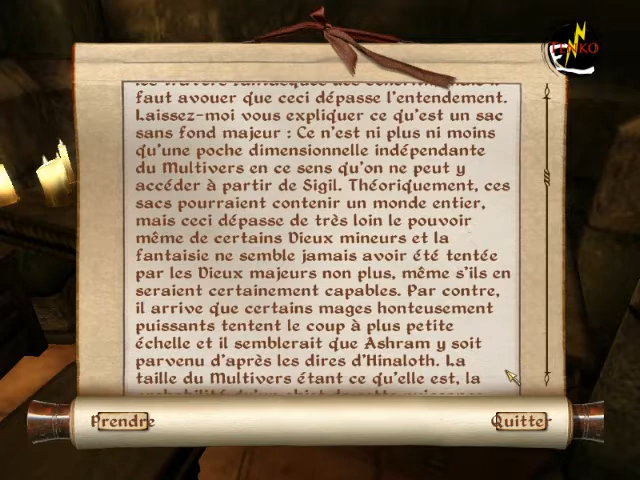 TENKO
faut avouer que ceci dépasse l'entendement.
Laissez-moi vous expliquer ce qu'est un sac
sans fond majeur : Ce n'est ni plus ni moins
qu'une poche dimensionnelle indépendante
du Multivers en ce sens qu'on ne peut y
accéder à partir de Sigil. Théoriquement, ces
sacs pourraient contenir un monde entier,
mais ceci dépasse de très loin le pouvoir
même de certains Dieux mineurs et la
fantaisie ne semble jamais avoir été tentée
par les Dieux majeurs non plus, même s'ils en
seraient certainement capables. Par contre,
il arrive que certains mages honteusement
puissants tentent le coup à plus petite
échelle et il semblerait que Ashram y soit
parvenu d'après les dires d'Hinaloth. La
taille du Multivers étant ce qu'elle est, la
Prendre
Quitter